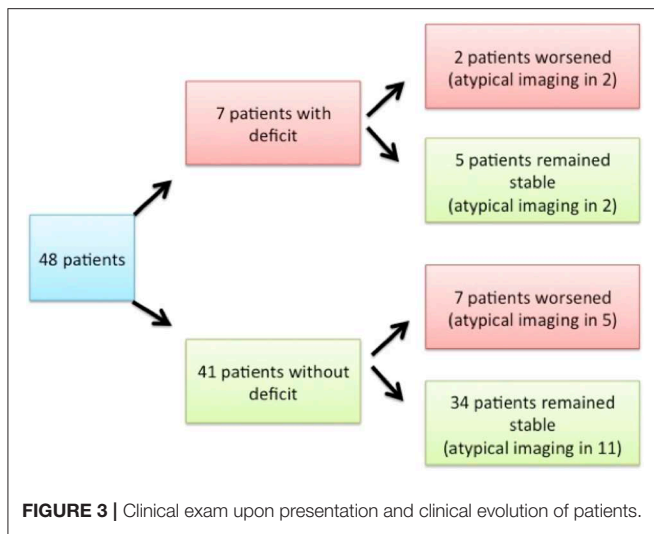 2 patients worsened
(atypical imaging in 2)
7 patients with
deficit
5 patients remained
stable
(atypical imaging in 2)
48 patients
7 patients worsened
(atypical imaging in 5)
41 patients without
deficit
34 patients remained
stable
(atypical imaging in 11)
FIGURE 3 | Clinical exam upon presentation and clinical evolution of patients.